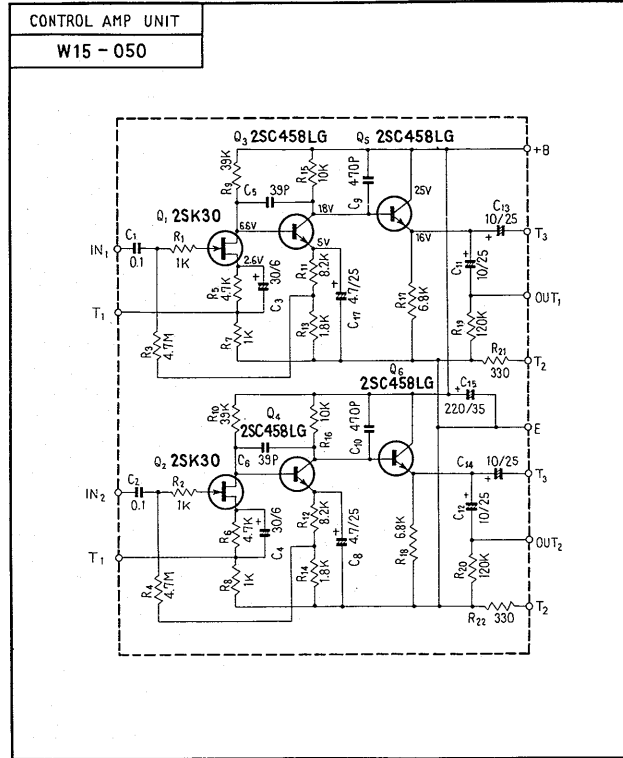 CONTROL AMP UNIT
W15-050
Q3 2SC458LG
Q5 2SC458LG
+B
R9 39K
R15 10K
C5 39P
C9 470P
25V
Q1 2SK30
18V
C13 10/25
6.6V
16V
T3
IN1
C1 0.1
R1 1K
2.6V
5V
+
R5 4.7K
+
30/6
C3
R11 8.2K
+
4.7/25
C17
R17 6.8K
C11
+
10/25
OUT1
T1
R3 4.7M
R7 1K
R13 1.8K
R19 120K
R21 330
T2
Q6 2SC458LG
C15
+
220/35
E
R10 39K
Q4 2SC458LG
R16 10K
C10 470P
C6 39P
Q2 2SK30
C14 10/25
+
T3
IN2
C2 0.1
R2 1K
R6 4.7K
+
30/6
C4
R12 8.2K
+
4.7/25
C8
6.8K R18
C12
+
10/25
OUT2
T1
R4 4.7M
R8 1K
R14 1.8K
R20 120K
R22 330
T2